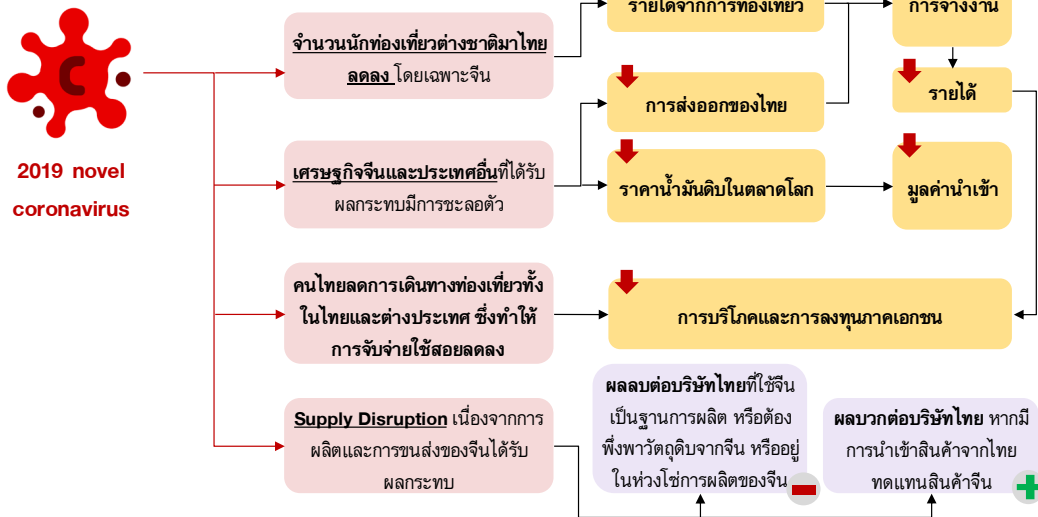 รายได้จากการท่องเที่ยว
การจ้างงาน
จำนวนนักท่องเที่ยวต่างชาติมาไทย
ลดลง โดยเฉพาะจีน
การส่งออกของไทย
รายได้
2019 novel
coronavirus
เศรษฐกิจจีนและประเทศอื่นที่ได้รับ
ผลกระทบมีการชะลอตัว
ราคาน้ำมันดิบในตลาดโลก
มูลค่านำเข้า
คนไทยลดการเดินทางท่องเที่ยวทั้ง
ในไทยและต่างประเทศ ซึ่งทำให้
การจับจ่ายใช้สอยลดลง
การบริโภคและการลงทุนภาคเอกชน
Supply Disruption เนื่องจากการ
ผลิตและการขนส่งของจีนได้รับ
ผลกระทบ
ผลลบต่อบริษัทไทยที่ใช้จีน
เป็นฐานการผลิต หรือต้อง
พึ่งพาวัตถุดิบจากจีน หรืออยู่
ในห่วงโซ่การผลิตของจีน
ผลบวกต่อบริษัทไทย หากมี
การนำเข้าสินค้าจากไทย
ทดแทนสินค้าจีน